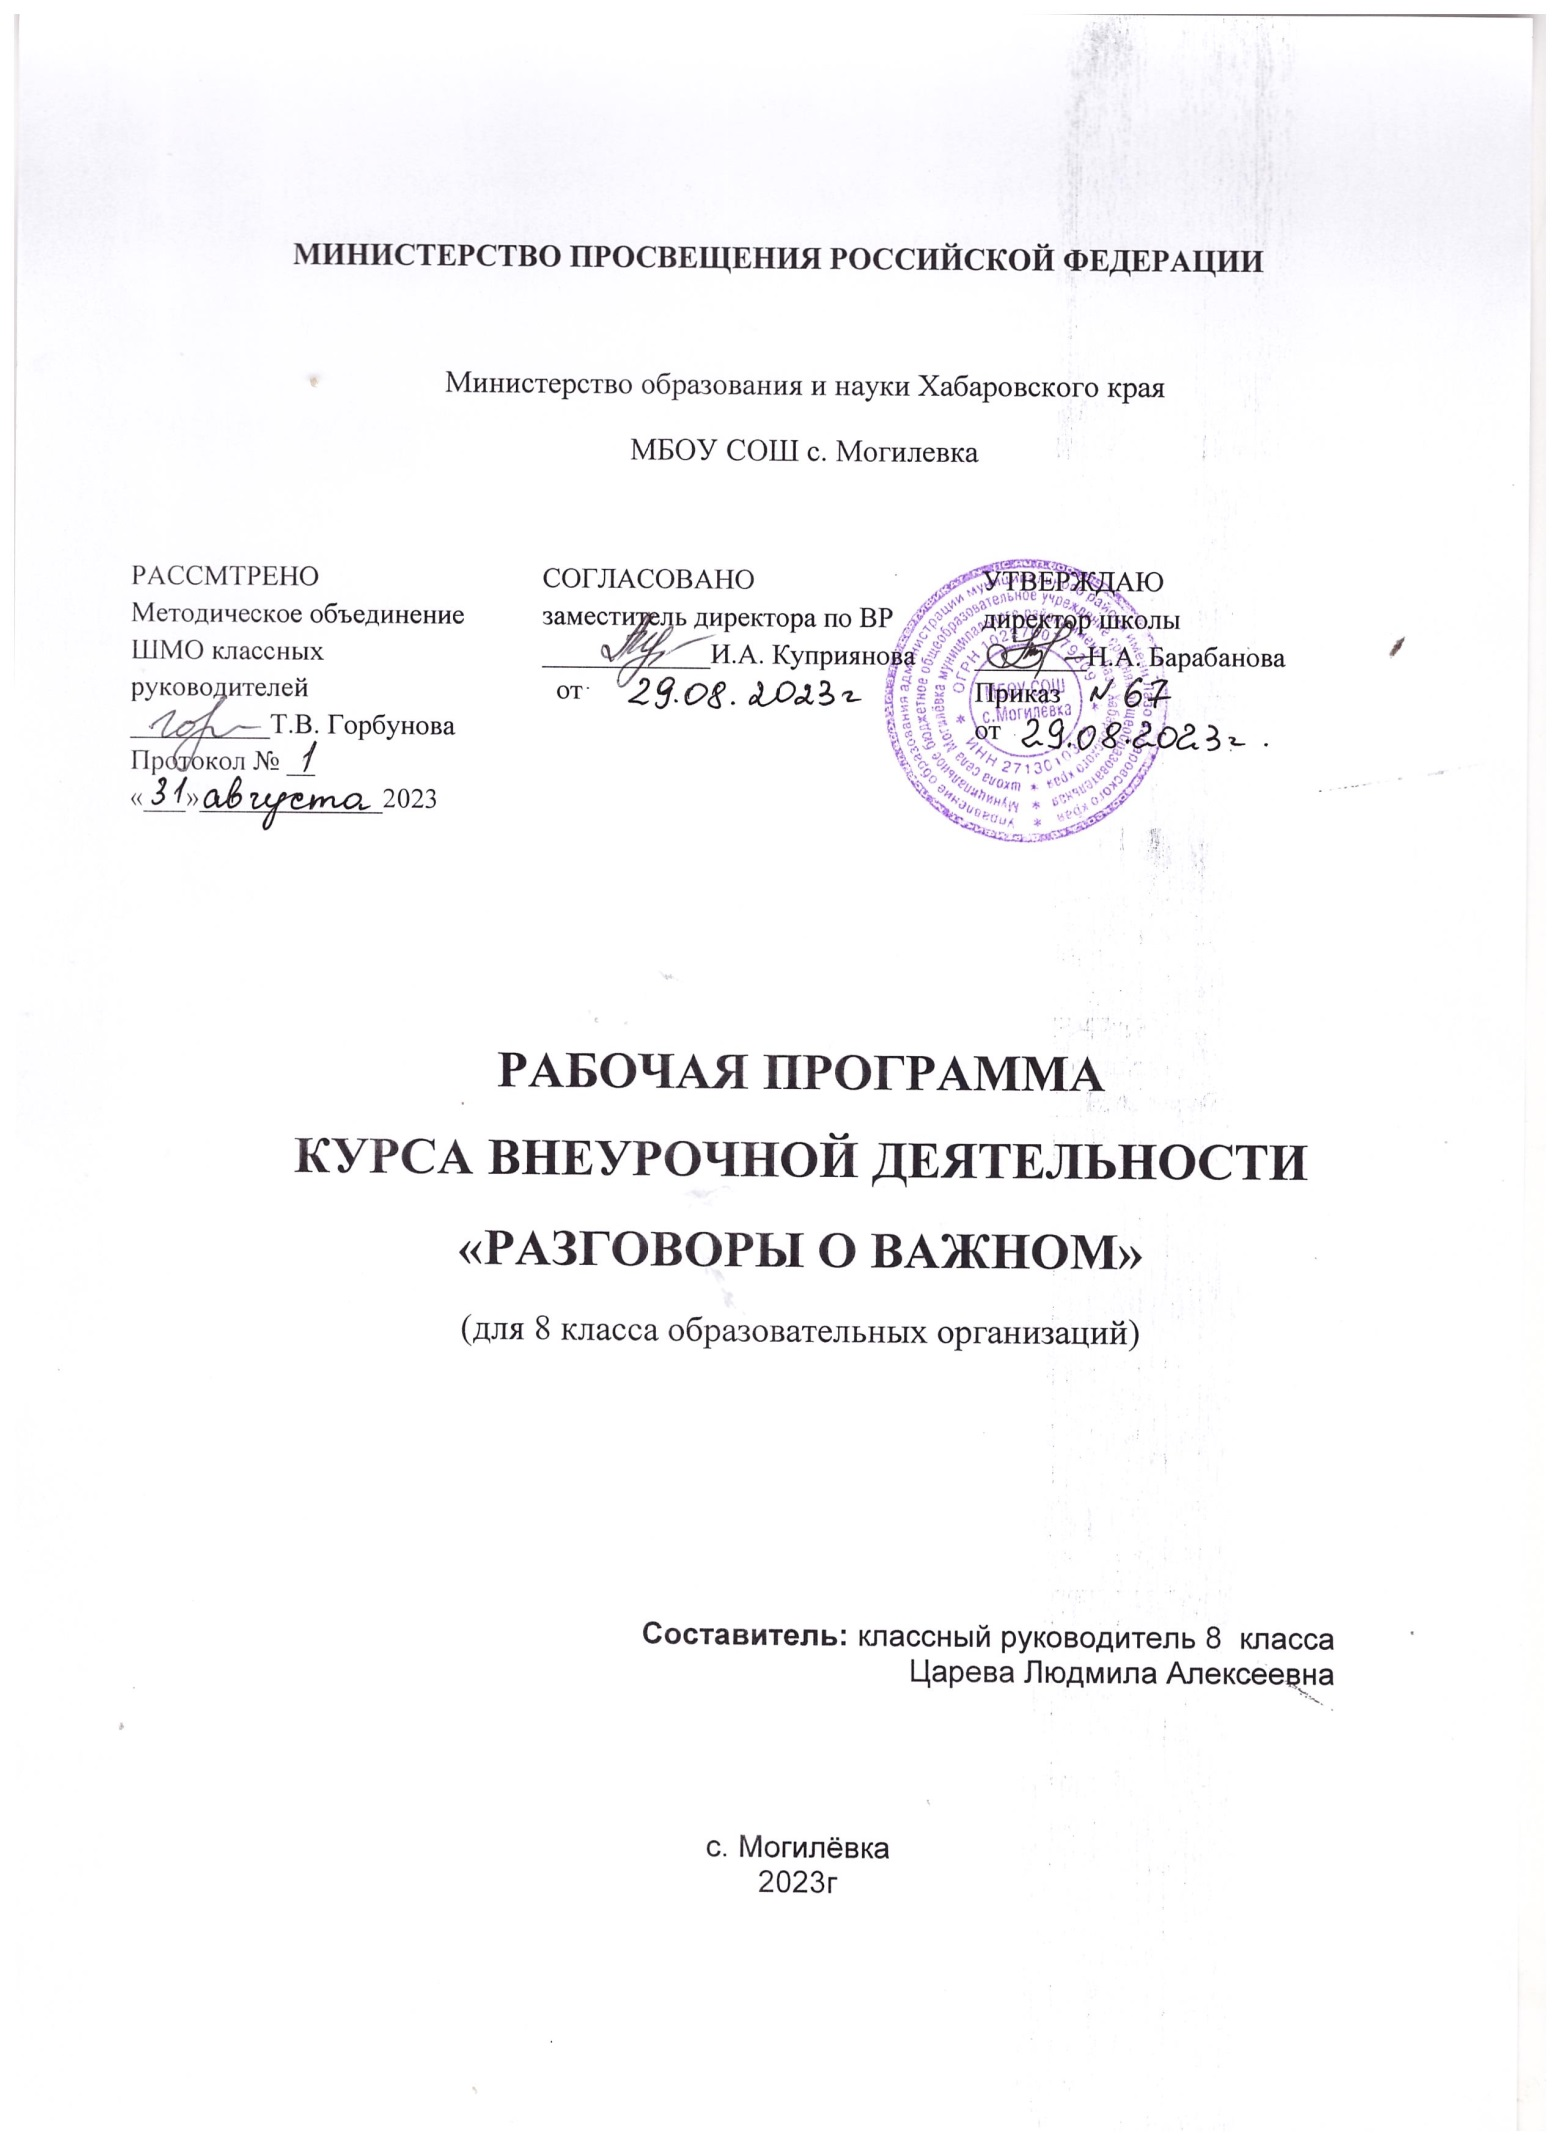 МИНИСТЕРСТВО ПРОСВЕЩЕНИЯ РОССИЙСКОЙ ФЕДЕРАЦИИ
Министерство образования и науки Хабаровского края
МБОУ СОШ с. Могилевка
РАССМТРЕНО
Методическое объединение
ШМО классных
руководителей
Т.В. Горбунова
Протокол № 1
«31» августа 2023
СОГЛАСОВАНО
заместитель директора по ВР
И.А. Куприянова
от 29.08.2023г
УТВЕРЖДАЮ
директор школы
Н.А. Барабанова
Приказ № 67
от 29.08.2023г.
МБОУ СОШ
с.Могилёвка
РАБОЧАЯ ПРОГРАММА
КУРСА ВНЕУРОЧНОЙ ДЕЯТЕЛЬНОСТИ
«РАЗГОВОРЫ О ВАЖНОМ»
(для 8 класса образовательных организаций)
Составитель: классный руководитель 8 класса
Царева Людмила Алексеевна
с. Могилёвка
2023г